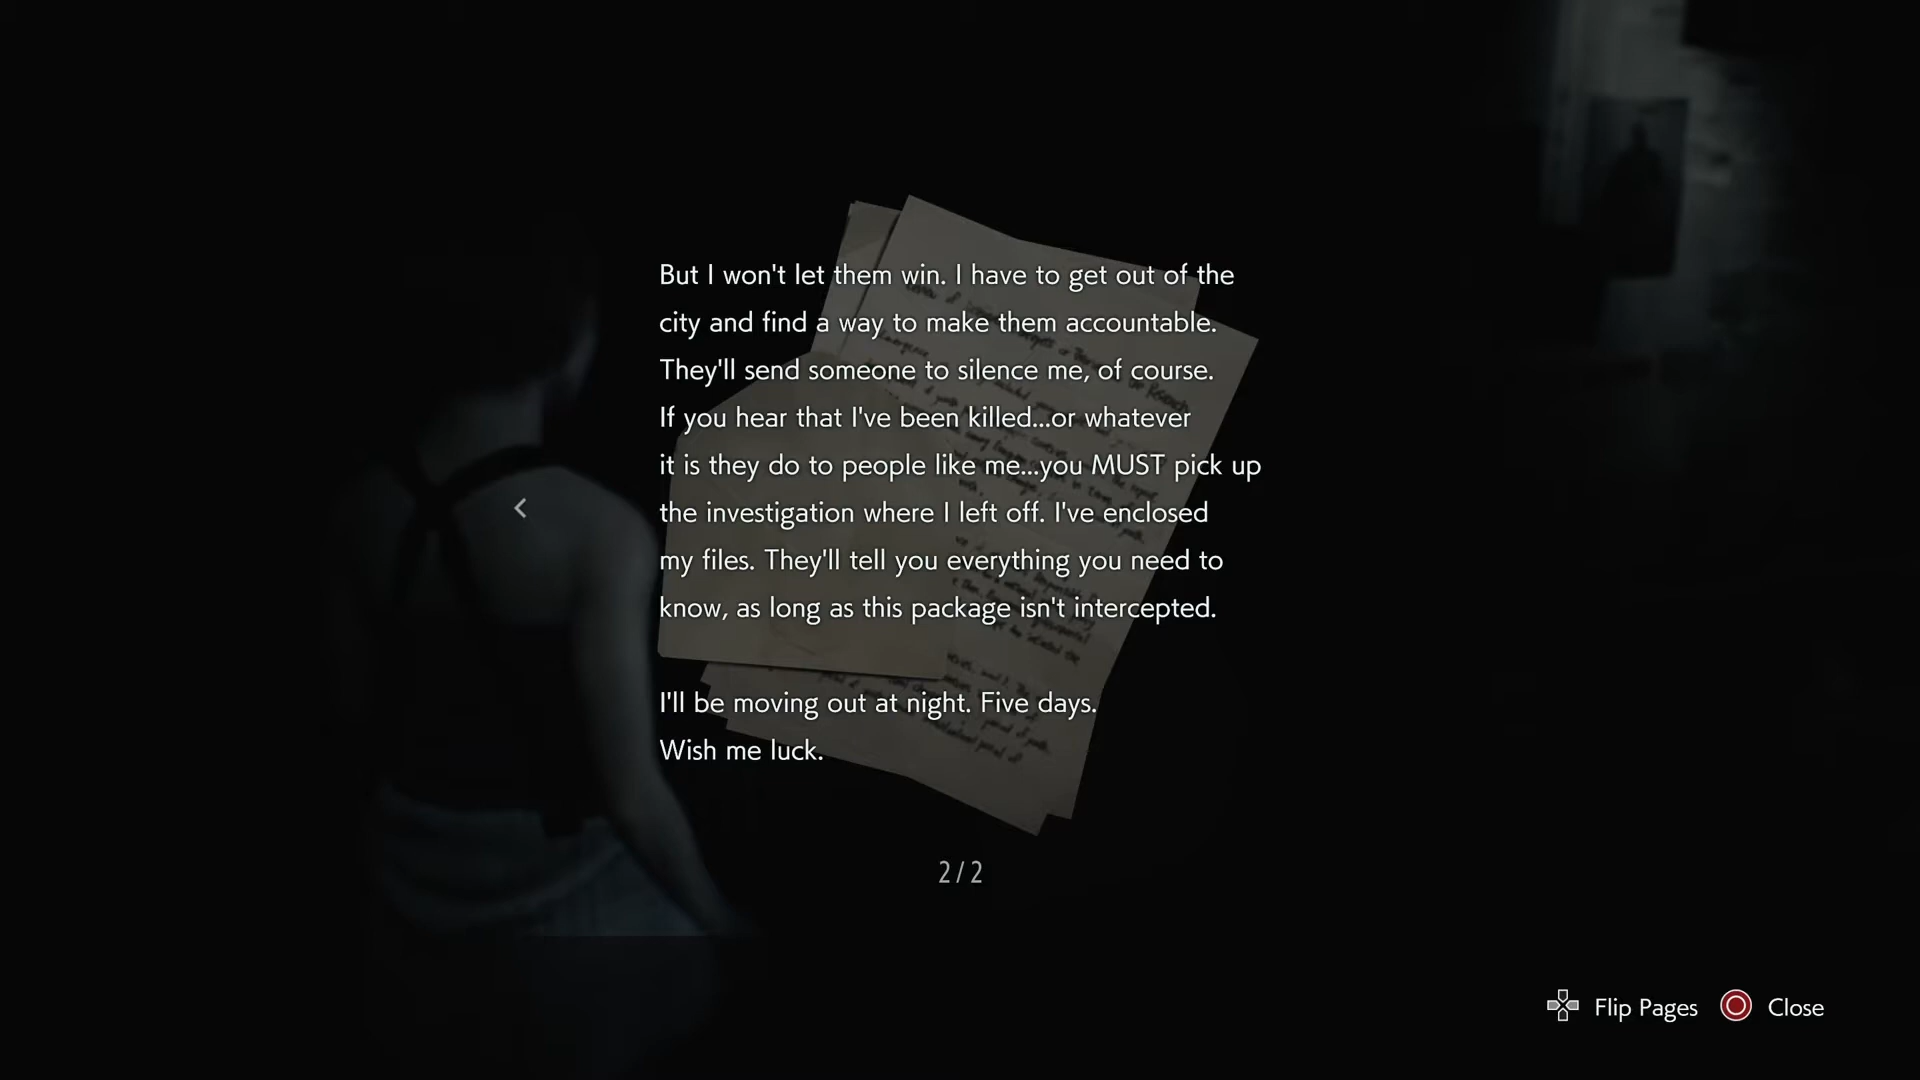 But I won't let them win. I have to get out of the
city and find a way to make them accountable.
They'll send someone to silence me, of course.
If you hear that I've been killed...or whatever
it is they do to people like me...you MUST pick up
the investigation where I left off. I've enclosed
my files. They'll tell you everything you need to
know, as long as this package isn't intercepted.
I'll be moving out at night. Five days.
Wish me luck.
2 / 2
Flip Pages
Close